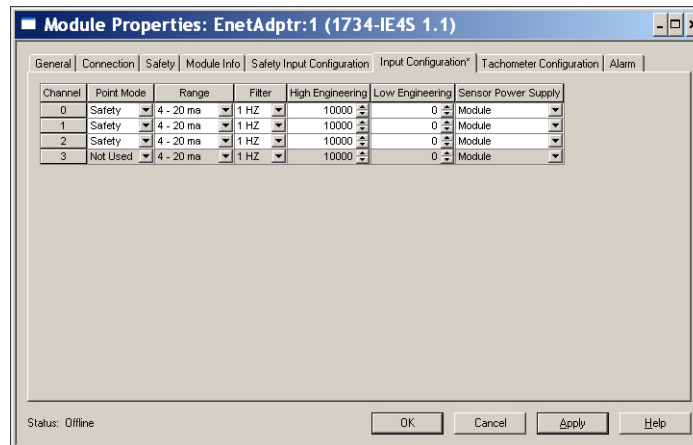 Module Properties: EnetAdptr:1 (1734-IE4S 1.1)
General Connection Safety Module Info Safety Input Configuration Input Configuration* Tachometer Configuration Alarm
Channel Point Mode Range Filter High Engineering Low Engineering Sensor Power Supply
0 Safety 4 - 20 ma 1 HZ 10000 0 Module
1 Safety 4 - 20 ma 1 HZ 10000 0 Module
2 Safety 4 - 20 ma 1 HZ 10000 0 Module
3 Not Used 4 - 20 ma 1 HZ 10000 0 Module
Status: Offline OK Cancel Apply Help